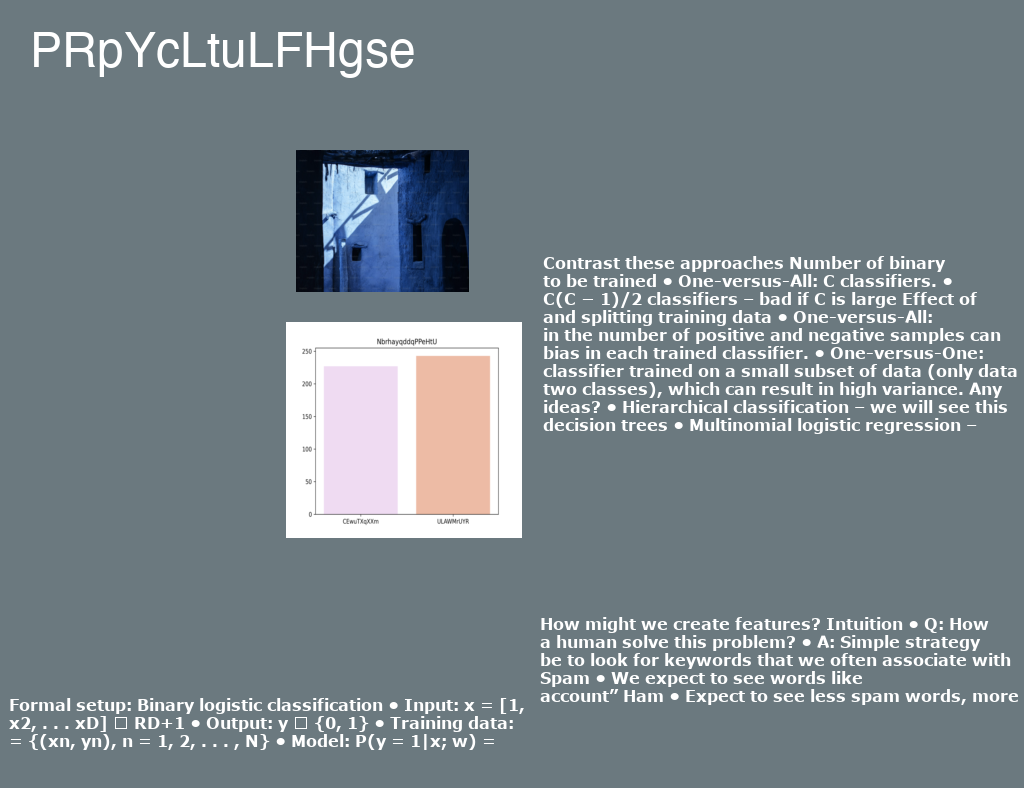 PRpYcLtuLFHgse
Contrast these approaches Number of binary
to be trained ● One-versus-All: C classifiers. ●
C(C − 1)/2 classifiers – bad if C is large Effect of
and splitting training data ● One-versus-All:
in the number of positive and negative samples can
bias in each trained classifier. ● One-versus-One:
classifier trained on a small subset of data (only data
two classes), which can result in high variance. Any
ideas? ● Hierarchical classification – we will see this
decision trees ● Multinomial logistic regression –
NbrhayqddqPPeHtU
250
200
150
100
50
0
CEwuTXqXXm
ULAWMrUYR
How might we create features? Intuition ● Q: How
a human solve this problem? ● A: Simple strategy
be to look for keywords that we often associate with
Spam ● We expect to see words like
account” Ham ● Expect to see less spam words, more
Formal setup: Binary logistic classification ● Input: x = [1,
x2, . . . xD] □ RD+1 ● Output: y □ {0, 1} ● Training data:
= {(xn, yn), n = 1, 2, . . . , N} ● Model: P(y = 1|x; w) =